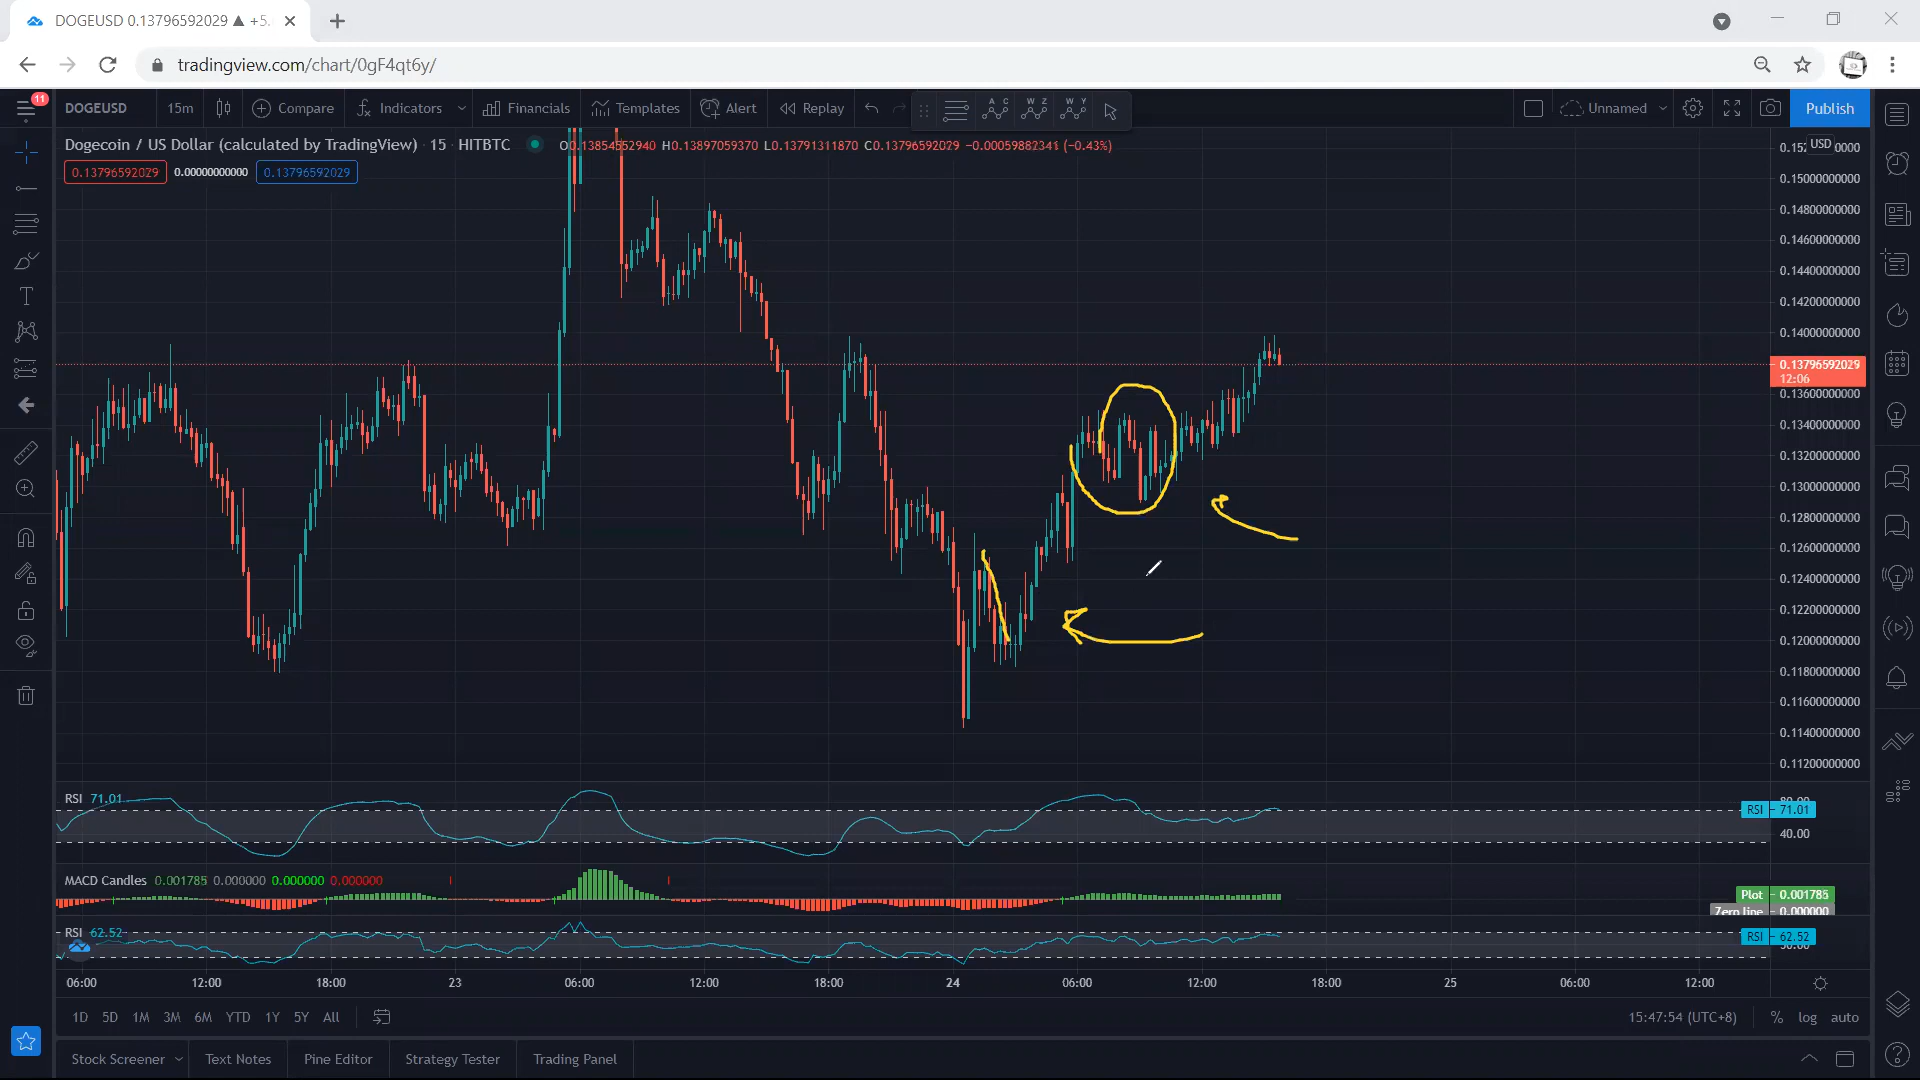 DOGEUSD 0.13796592029 ▲ +5.
tradingview.com/chart/0gF4qt6y/
11
DOGEUSD 15m Compare Indicators Financials Templates Alert Replay Unnamed Publish
A C W Z W Y
Dogecoin / US Dollar (calculated by TradingView) · 15 · HITBTC O0.13854552940 H0.13897059370 L0.13791311870 C0.13796592029 −0.00059882341 (−0.43%)
0.13796592029 0.00000000000 0.13796592029
USD
0.15000000000
0.14800000000
0.14600000000
0.14400000000
0.14200000000
0.14000000000
0.13796592029
12:06
0.13600000000
0.13400000000
0.13200000000
0.13000000000
0.12800000000
0.12600000000
0.12400000000
0.12200000000
0.12000000000
0.11800000000
0.11600000000
0.11400000000
0.11200000000
RSI 71.01
RSI 71.01
40.00
MACD Candles 0.001785 0.000000 0.000000 0.000000
Plot 0.001785
Zero line 0.000000
RSI 62.52
RSI 62.52
06:00 12:00 18:00 23 06:00 12:00 18:00 24 06:00 12:00 18:00 25 06:00 12:00
1D 5D 1M 3M 6M YTD 1Y 5Y All 15:47:54 (UTC+8) % log auto
Stock Screener Text Notes Pine Editor Strategy Tester Trading Panel